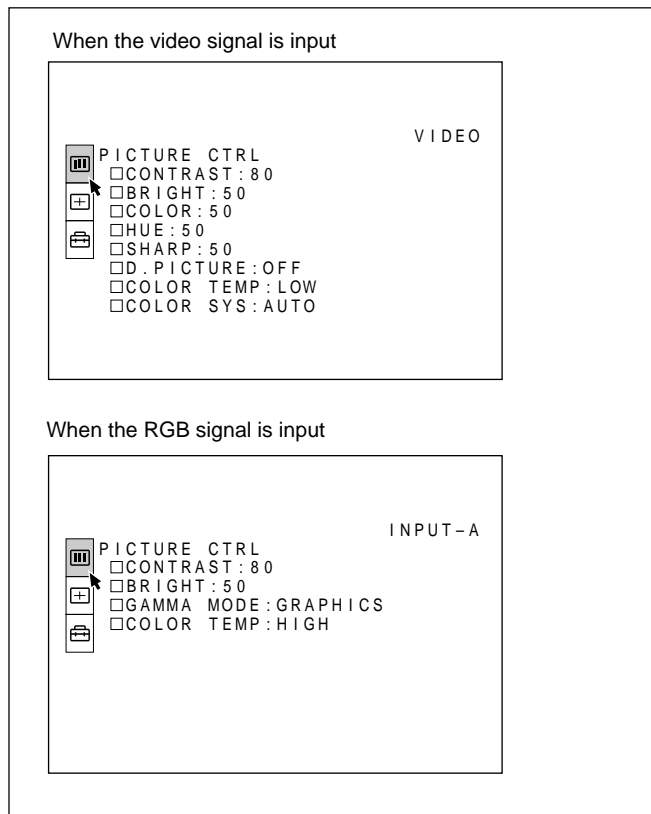 When the video signal is input
VIDEO
PICTURE CTRL
□CONTRAST:80
□BRIGHT:50
□COLOR:50
□HUE:50
□SHARP:50
□D.PICTURE:OFF
□COLOR TEMP:LOW
□COLOR SYS:AUTO
When the RGB signal is input
INPUT–A
PICTURE CTRL
□CONTRAST:80
□BRIGHT:50
□GAMMA MODE:GRAPHICS
□COLOR TEMP:HIGH